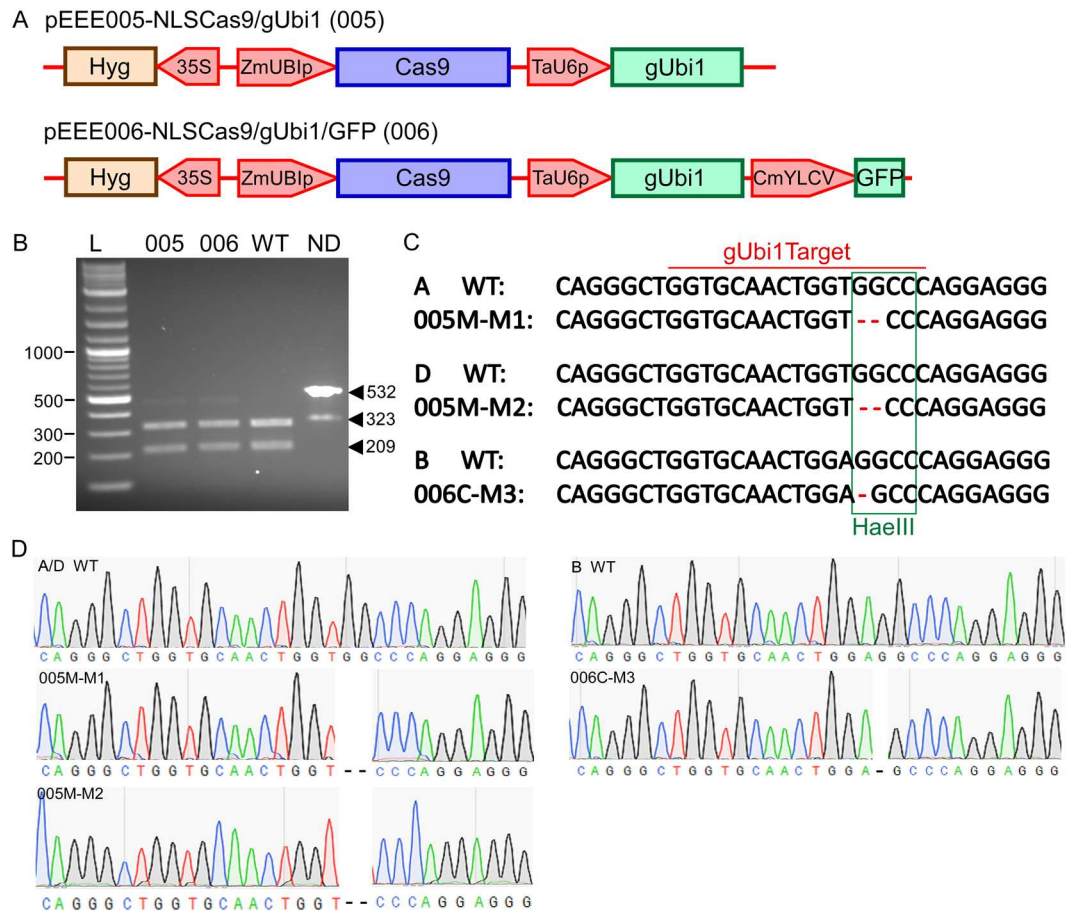 A pEEE005-NLSCas9/gUbi1 (005)
Hyg 35S ZmUBIp Cas9 TaU6p gUbi1
pEEE006-NLSCas9/gUbi1/GFP (006)
Hyg 35S ZmUBIp Cas9 TaU6p gUbi1 CmYLCV GFP
B L 005 006 WT ND
1000
500
300
200
532
323
209
C
gUbi1Target
A WT: CAGGGCTGGTGCAACTGGTGGCCCAGGAGGG
005M-M1: CAGGGCTGGTGCAACTGGT--CCCAGGAGGG
D WT: CAGGGCTGGTGCAACTGGTGGCCCAGGAGGG
005M-M2: CAGGGCTGGTGCAACTGGT--CCCAGGAGGG
B WT: CAGGGCTGGTGCAACTGGAGGCCCAGGAGGG
006C-M3: CAGGGCTGGTGCAACTGGA-GCCCAGGAGGG
HaeIII
D
A/D WT
CAGGGCTGGTGCAACTGGTGGCCCAGGAGGG
005M-M1
CAGGGCTGGTGCAACTGGT--CCCAGGAGGG
005M-M2
CAGGGCTGGTGCAACTGGT--CCCAGGAGGG
B WT
CAGGGCTGGTGCAACTGGAGGCCCAGGAGGG
006C-M3
CAGGGCTGGTGCAACTGGA-GCCCAGGAGGG